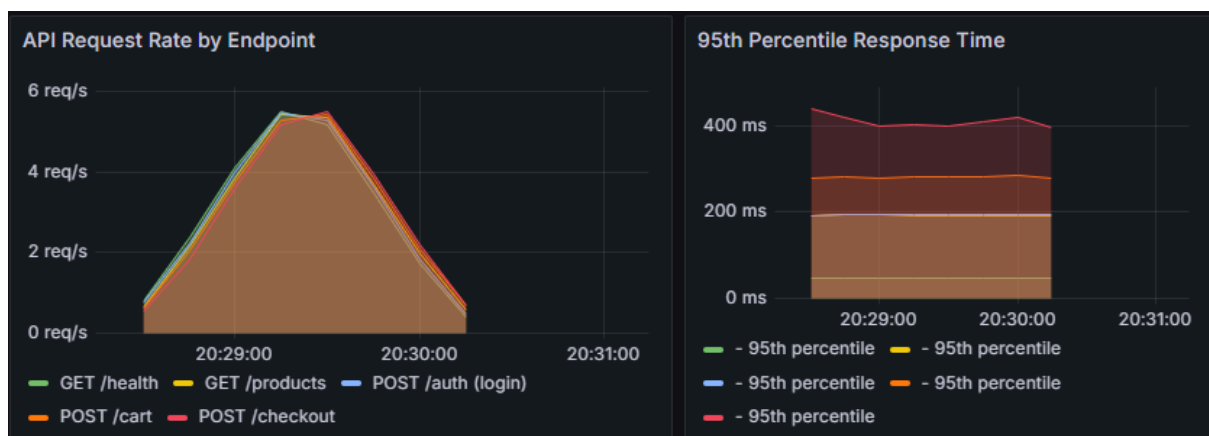 API Request Rate by Endpoint
6 req/s
4 req/s
2 req/s
0 req/s
20:29:00 20:30:00 20:31:00
GET /health GET /products POST /auth (login)
POST /cart POST /checkout
95th Percentile Response Time
400 ms
200 ms
0 ms
20:29:00 20:30:00 20:31:00
- 95th percentile - 95th percentile
- 95th percentile - 95th percentile
- 95th percentile